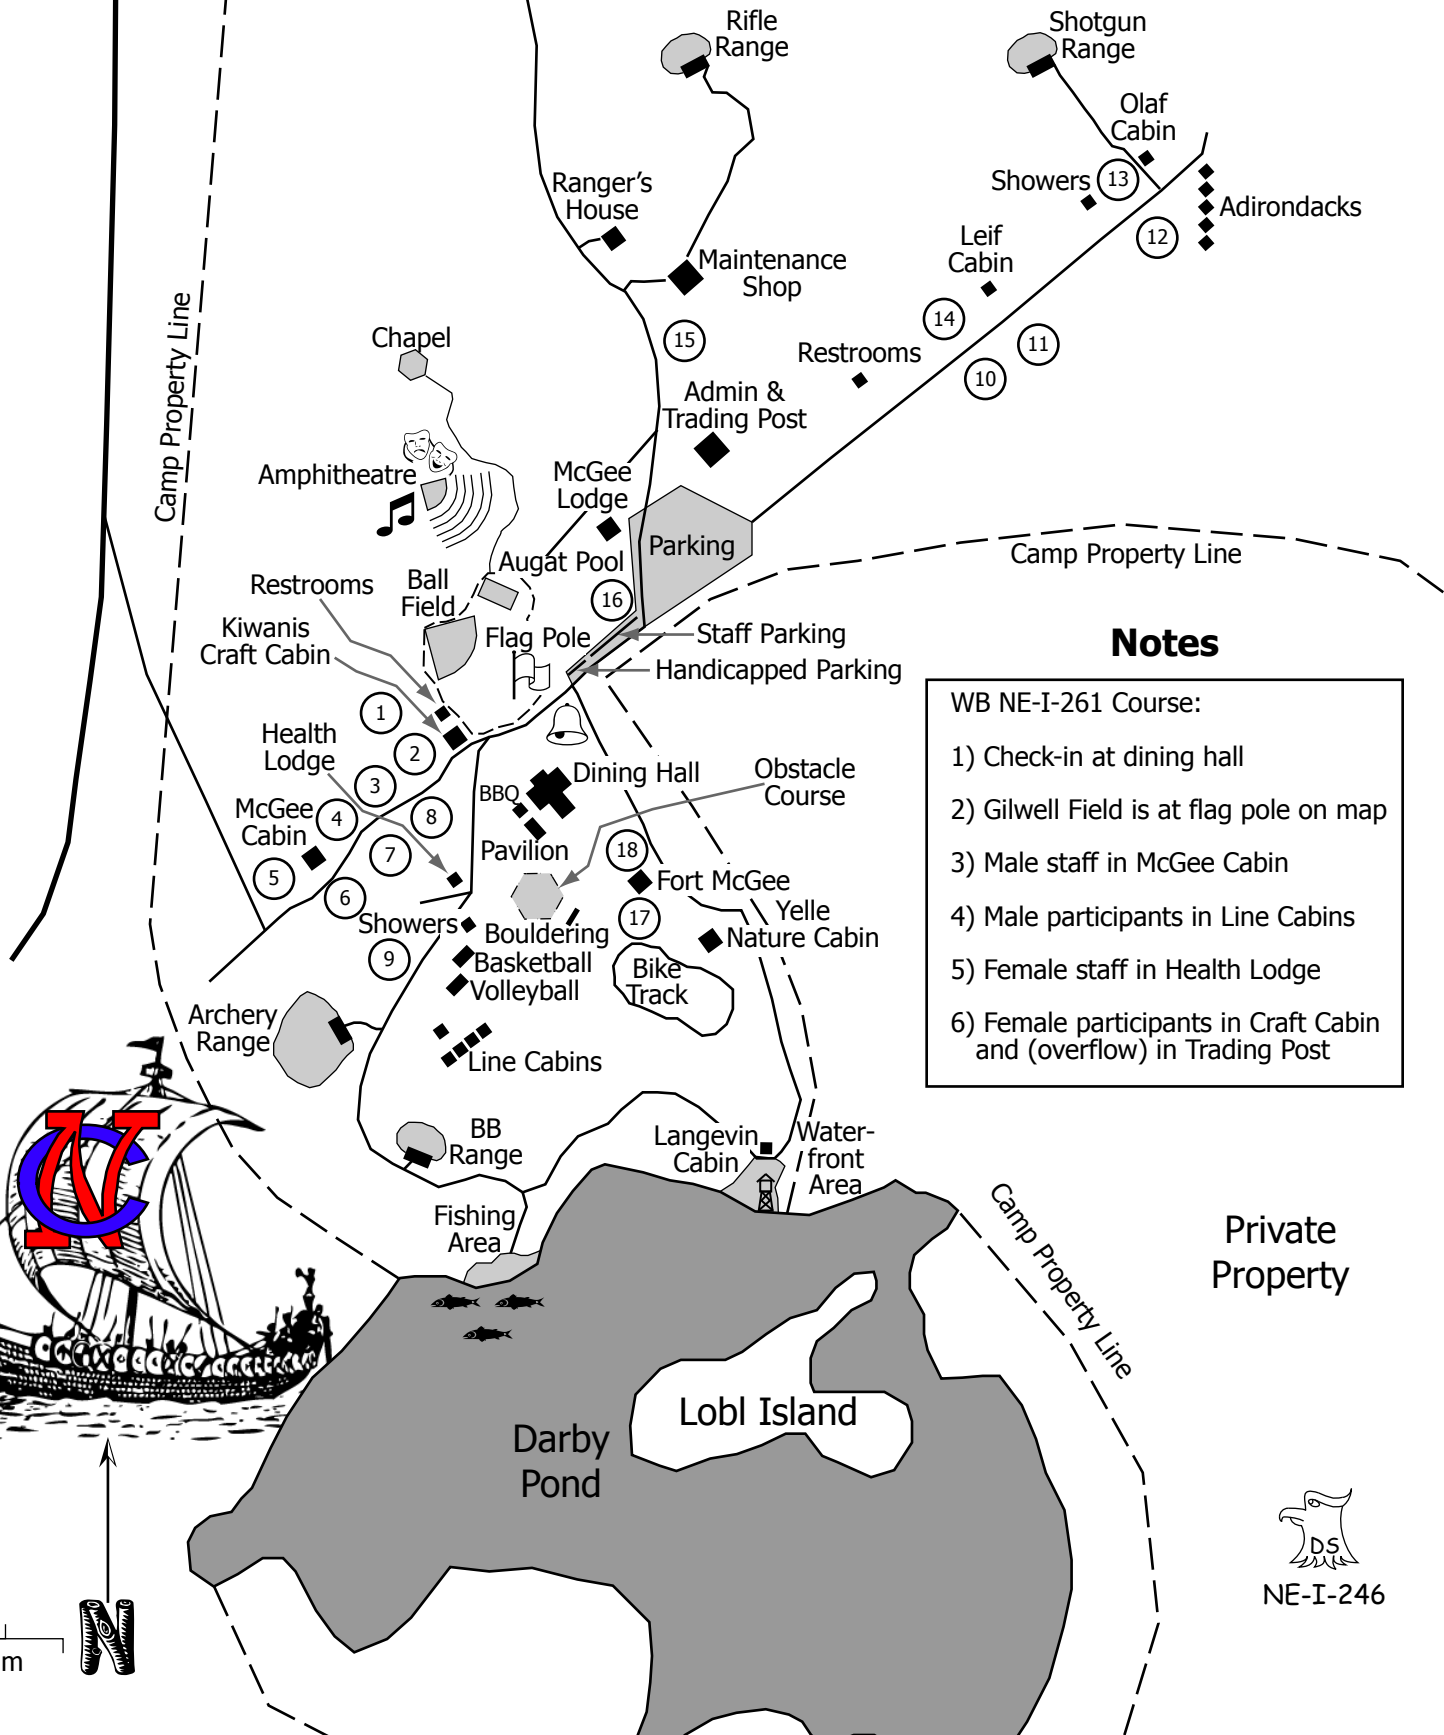 Rifle
Range
Shotgun
Range
Olaf
Cabin
Showers
13
Adirondacks
12
Ranger's
House
Leif
Cabin
Maintenance
Shop
14
11
15
Restrooms
10
Chapel
Camp Property Line
Admin &
Trading Post
Amphitheatre
McGee
Lodge
Parking
Camp Property Line
Augat Pool
Restrooms
Ball
Field
16
Kiwanis
Craft Cabin
Flag Pole
Staff Parking
Handicapped Parking
1
2
Health
Lodge
3
Dining Hall
Obstacle
Course
BBQ
McGee
Cabin
4
8
Pavilion
7
18
5
6
Fort McGee
Showers
17
Yelle
Nature Cabin
Bouldering
9
Basketball
Volleyball
Bike
Track
Archery
Range
Line Cabins
BB
Range
Langevin
Cabin
Water-
front
Area
Fishing
Area
Camp Property Line
Private
Property
Lobl Island
Darby
Pond
Notes
WB NE-I-261 Course:
1) Check-in at dining hall
2) Gilwell Field is at flag pole on map
3) Male staff in McGee Cabin
4) Male participants in Line Cabins
5) Female staff in Health Lodge
6) Female participants in Craft Cabin
and (overflow) in Trading Post
NC
N
m
DS
NE-I-246